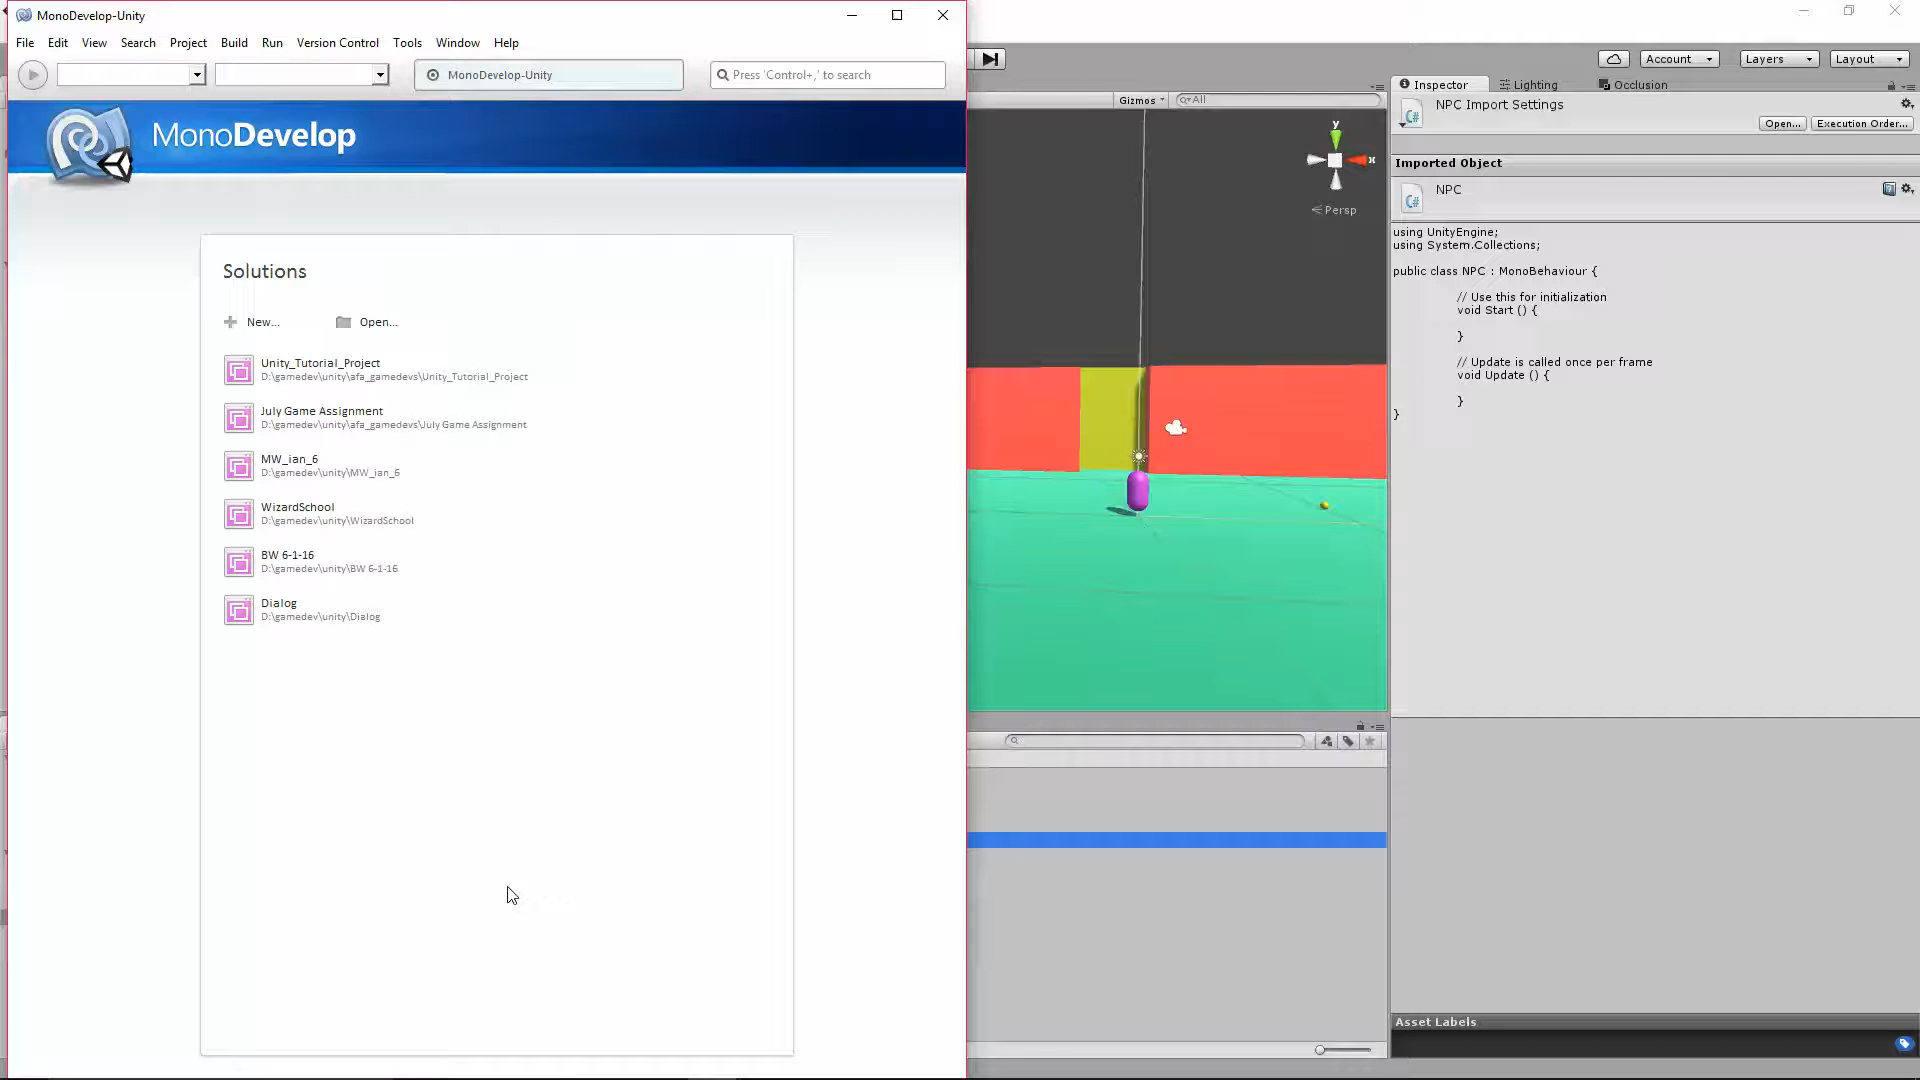 MonoDevelop-Unity
File Edit View Search Project Build Run Version Control Tools Window Help
MonoDevelop-Unity
Press 'Control+,' to search
MonoDevelop
Solutions
New...
Open...
Unity_Tutorial_Project
D:\gamedev\unity\afa_gamedevs\Unity_Tutorial_Project
July Game Assignment
D:\gamedev\unity\afa_gamedevs\July Game Assignment
MW_ian_6
D:\gamedev\unity\MW_ian_6
WizardSchool
D:\gamedev\unity\WizardSchool
BW 6-1-16
D:\gamedev\unity\BW 6-1-16
Dialog
D:\gamedev\unity\Dialog
Account
Layers
Layout
Gizmos
All
y
x
Persp
Inspector
Lighting
Occlusion
NPC Import Settings
C#
Open...
Execution Order...
Imported Object
NPC
C#
using UnityEngine;
using System.Collections;
public class NPC : MonoBehaviour {
// Use this for initialization
void Start () {
}
// Update is called once per frame
void Update () {
}
}
Asset Labels